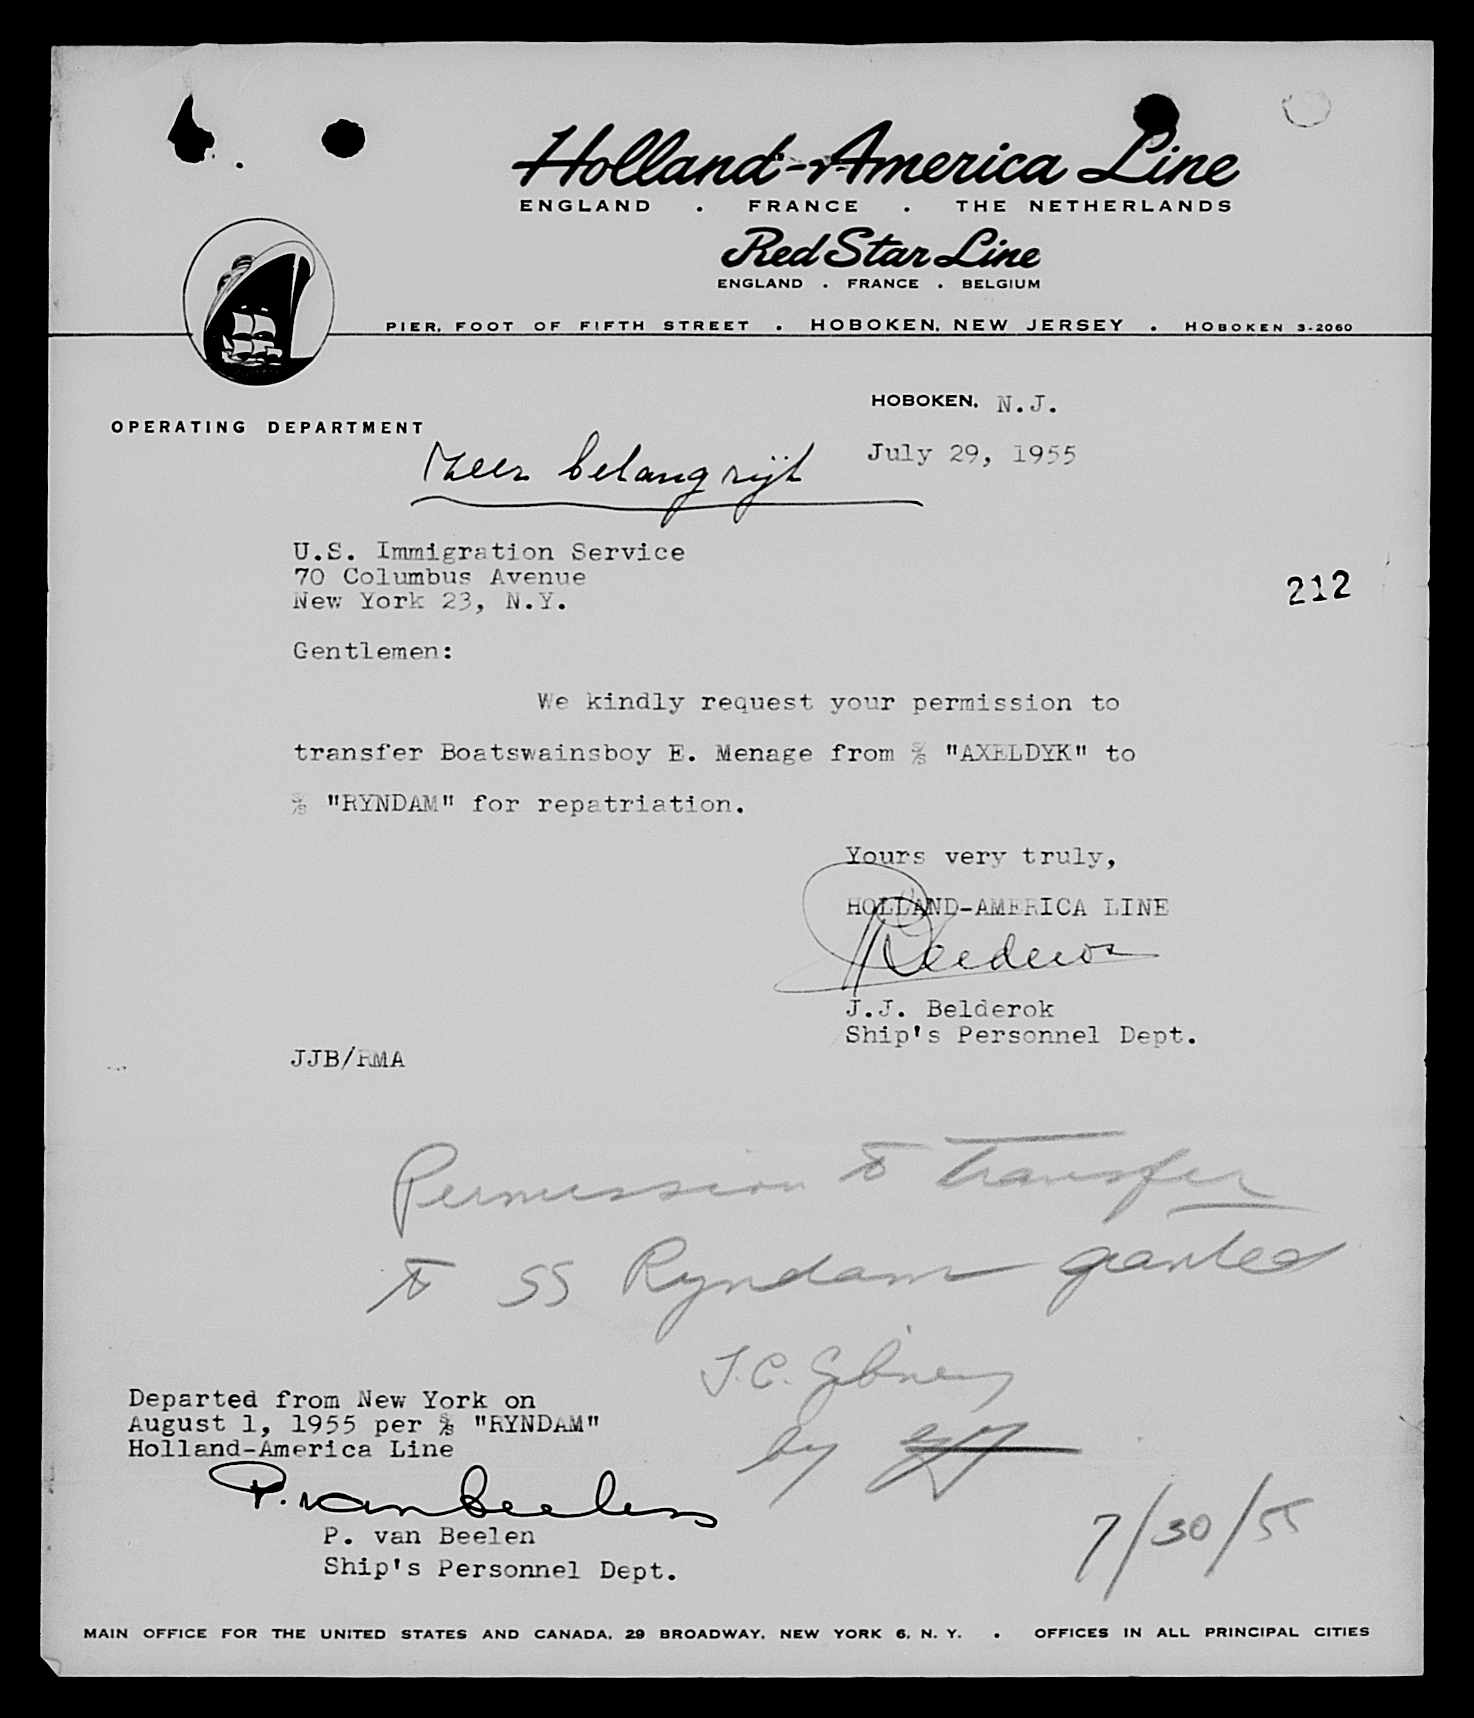 Holland-America Line
ENGLAND . FRANCE . THE NETHERLANDS
Red Star Line
ENGLAND . FRANCE . BELGIUM
PIER, FOOT OF FIFTH STREET . HOBOKEN, NEW JERSEY . HOBOKEN 3-2060
OPERATING DEPARTMENT
HOBOKEN, N.J.
July 29, 1955
Zeer belangrijk
U.S. Immigration Service
70 Columbus Avenue
New York 23, N.Y.
212
Gentlemen:
We kindly request your permission to
transfer Boatswainsboy E. Menage from S/S "AXELDYK" to
S/S "RYNDAM" for repatriation.
Yours very truly,
HOLLAND-AMERICA LINE
J.J. Belderok
Ship's Personnel Dept.
JJB/RMA
Permission to transfer
to SS Ryndam granted
J.C. Gibney
by
7/30/55
Departed from New York on
August 1, 1955 per S/S "RYNDAM"
Holland-America Line
P. van Beelen
P. van Beelen
Ship's Personnel Dept.
MAIN OFFICE FOR THE UNITED STATES AND CANADA, 29 BROADWAY, NEW YORK 6, N. Y. . OFFICES IN ALL PRINCIPAL CITIES